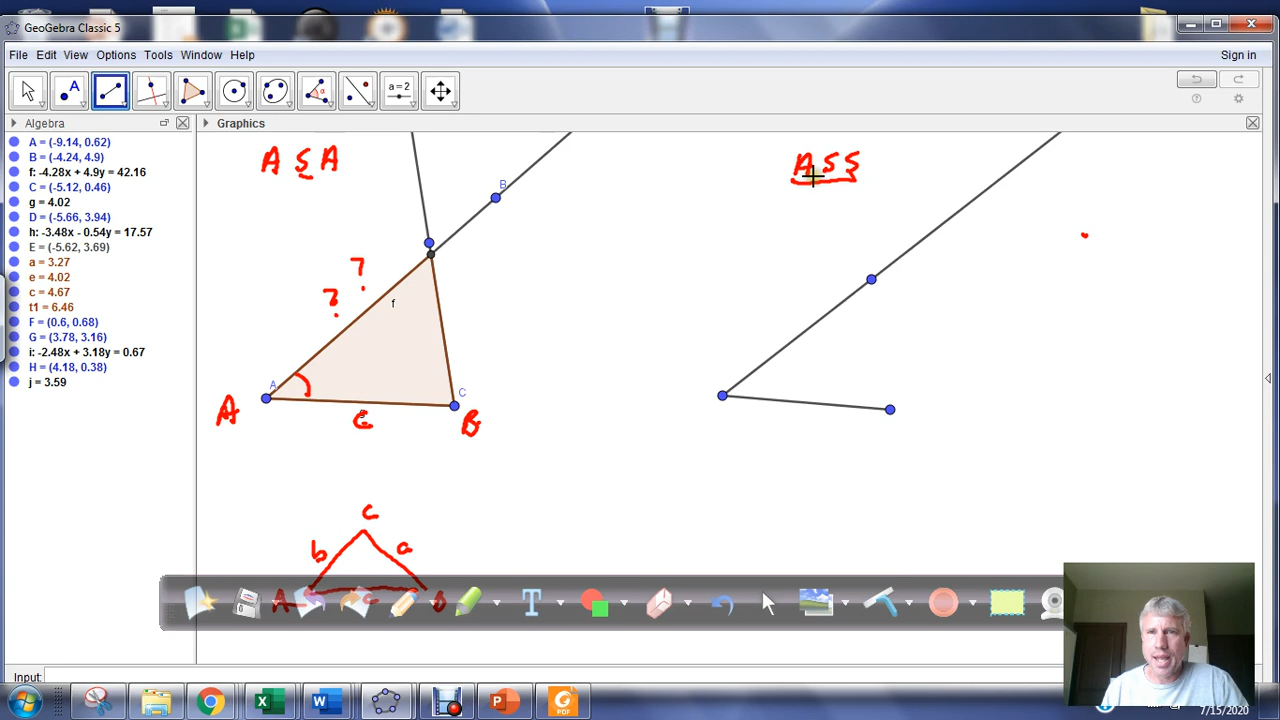 GeoGebra Classic 5
File Edit View Options Tools Window Help Sign in
A
α
a=2
Algebra
Graphics
A = (-9.14, 0.62)
B = (-4.24, 4.9)
f: -4.28x + 4.9y = 42.16
C = (-5.12, 0.46)
g = 4.02
D = (-5.66, 3.94)
h: -3.48x - 0.54y = 17.57
E = (-5.62, 3.69)
a = 3.27
e = 4.02
c = 4.67
t1 = 6.46
F = (0.6, 0.68)
G = (3.78, 3.16)
i: -2.48x + 3.18y = 0.67
H = (4.18, 0.38)
j = 3.59
A S A
A S S
B
?
?
f
A
C
A
c
B
C
b
a
A
c
B
T
Input:
X
W
P
PDF
7/15/2020